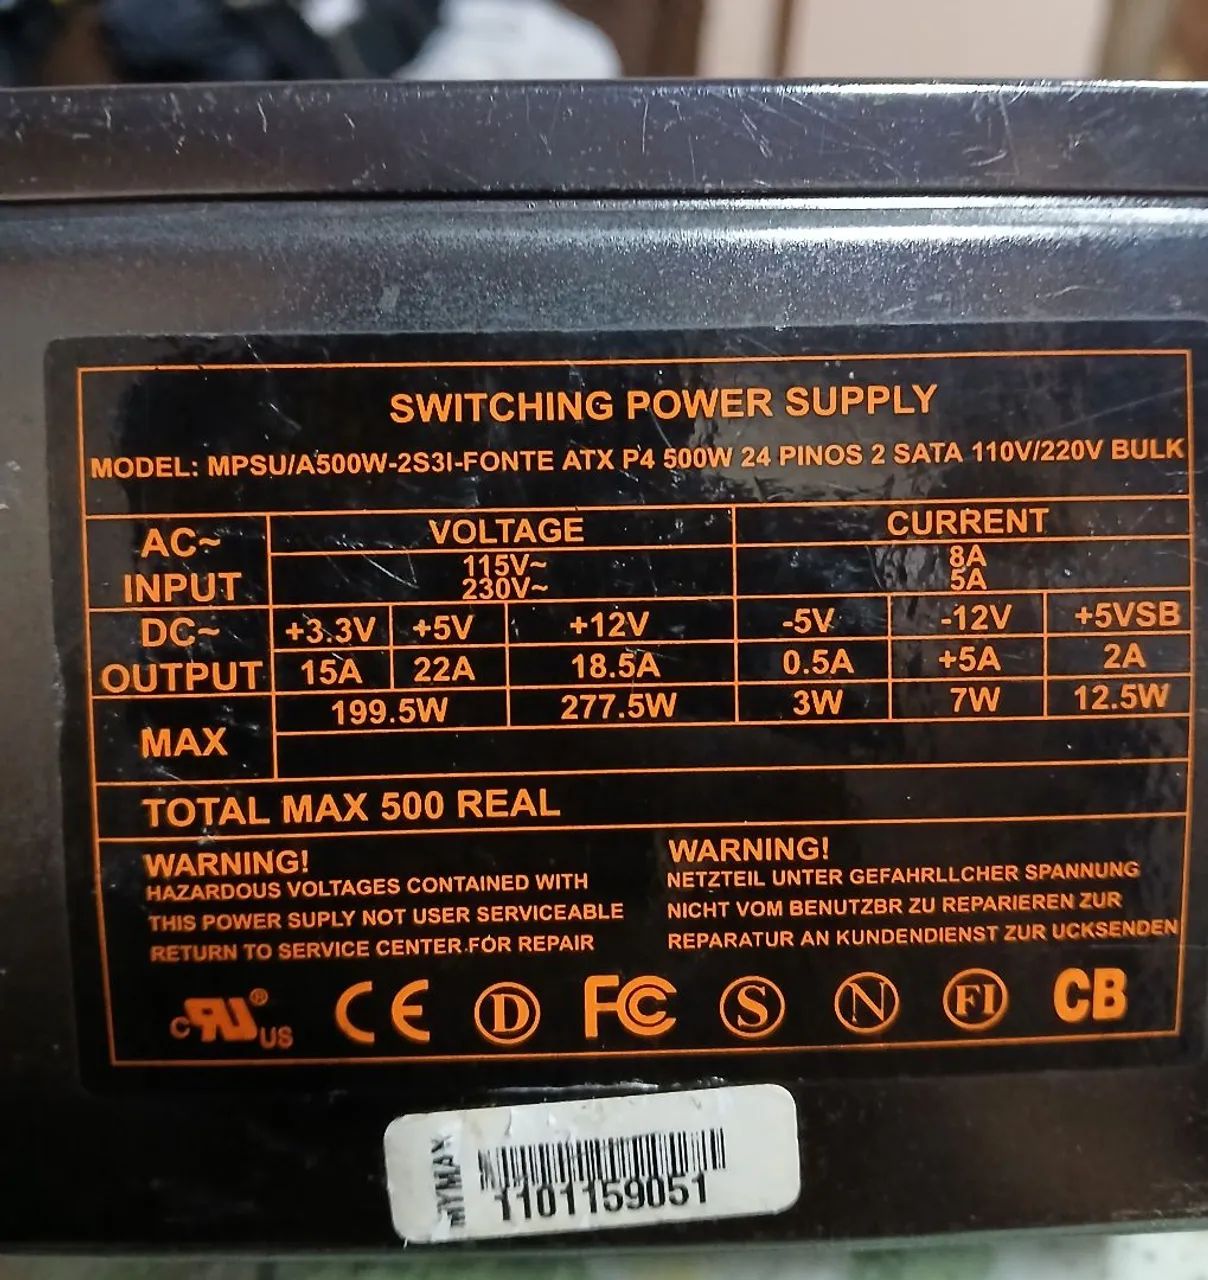 SWITCHING POWER SUPPLY
MODEL: MPSU/A500W-2S3I-FONTE ATX P4 500W 24 PINOS 2 SATA 110V/220V BULK
AC~ INPUT VOLTAGE CURRENT
115V~ 8A
230V~ 5A
DC~ OUTPUT +3.3V +5V +12V -5V -12V +5VSB
15A 22A 18.5A 0.5A +5A 2A
MAX 199.5W 277.5W 3W 7W 12.5W
TOTAL MAX 500 REAL
WARNING!
HAZARDOUS VOLTAGES CONTAINED WITH
THIS POWER SUPLY NOT USER SERVICEABLE
RETURN TO SERVICE CENTER.FOR REPAIR
WARNING!
NETZTEIL UNTER GEFAHRLLCHER SPANNUNG
NICHT VOM BENUTZBR ZU REPARIEREN ZUR
REPARATUR AN KUNDENDIENST ZUR UCKSENDEN
c RU ® US CE D FC S N FI CB
MYMAX
1101159051